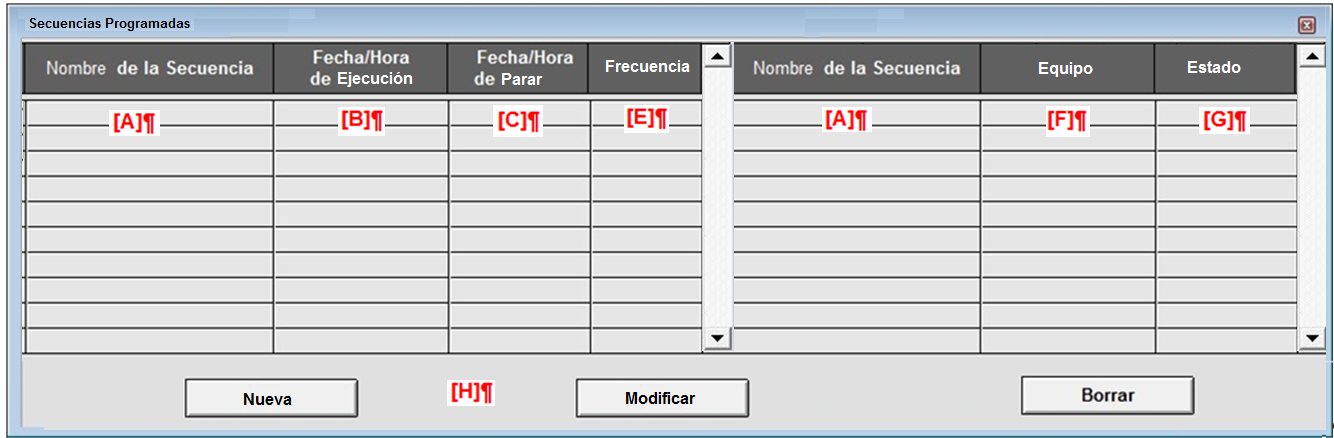 Secuencias Programadas
Nombre de la Secuencia
Fecha/Hora
de Ejecución
Fecha/Hora
de Parar
Frecuencia
Nombre de la Secuencia
Equipo
Estado
[A]¶
[B]¶
[C]¶
[E]¶
[A]¶
[F]¶
[G]¶
Nueva
[H]¶
Modificar
Borrar